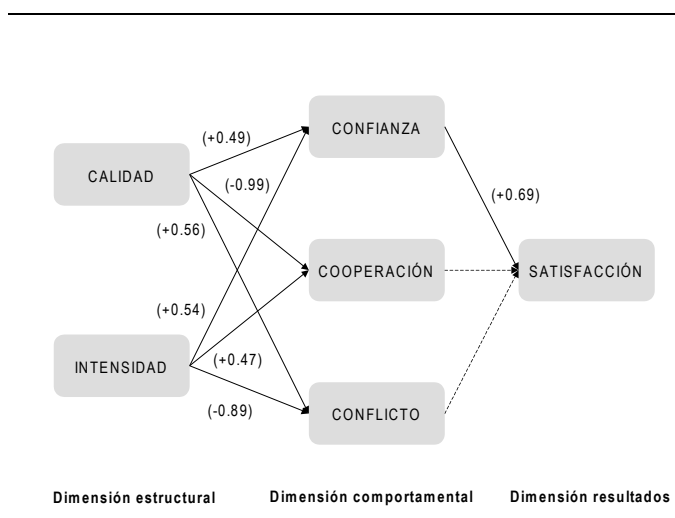 CONFIANZA
(+0.49)
CALIDAD
(-0.99)
(+0.69)
(+0.56)
COOPERACIÓN
SATISFACCIÓN
(+0.54)
INTENSIDAD
(+0.47)
(-0.89)
CONFLICTO
Dimensión estructural
Dimensión comportamental
Dimensión resultados